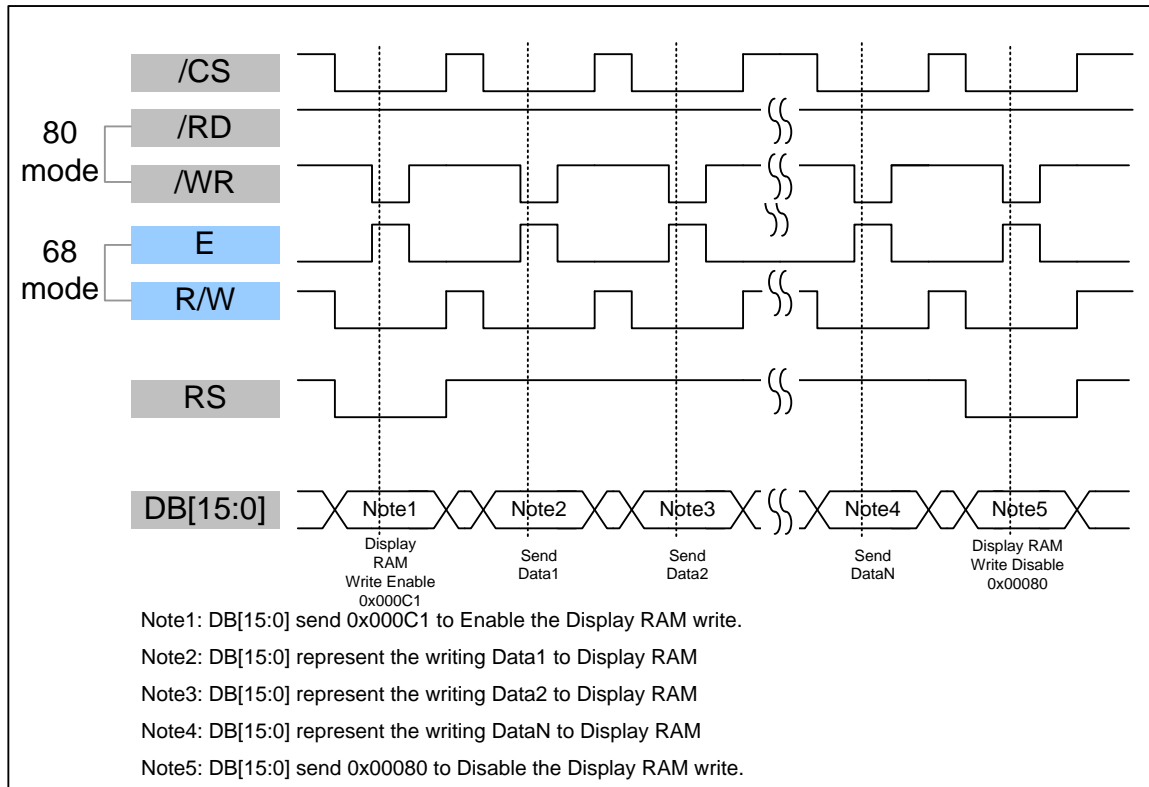 /CS
80
mode
/RD
/WR
68
mode
E
R/W
RS
DB[15:0]
Note1
Note2
Note3
Note4
Note5
Display
RAM
Write Enable
0x000C1
Send
Data1
Send
Data2
Send
DataN
Display RAM
Write Disable
0x00080
Note1: DB[15:0] send 0x000C1 to Enable the Display RAM write.
Note2: DB[15:0] represent the writing Data1 to Display RAM
Note3: DB[15:0] represent the writing Data2 to Display RAM
Note4: DB[15:0] represent the writing DataN to Display RAM
Note5: DB[15:0] send 0x00080 to Disable the Display RAM write.